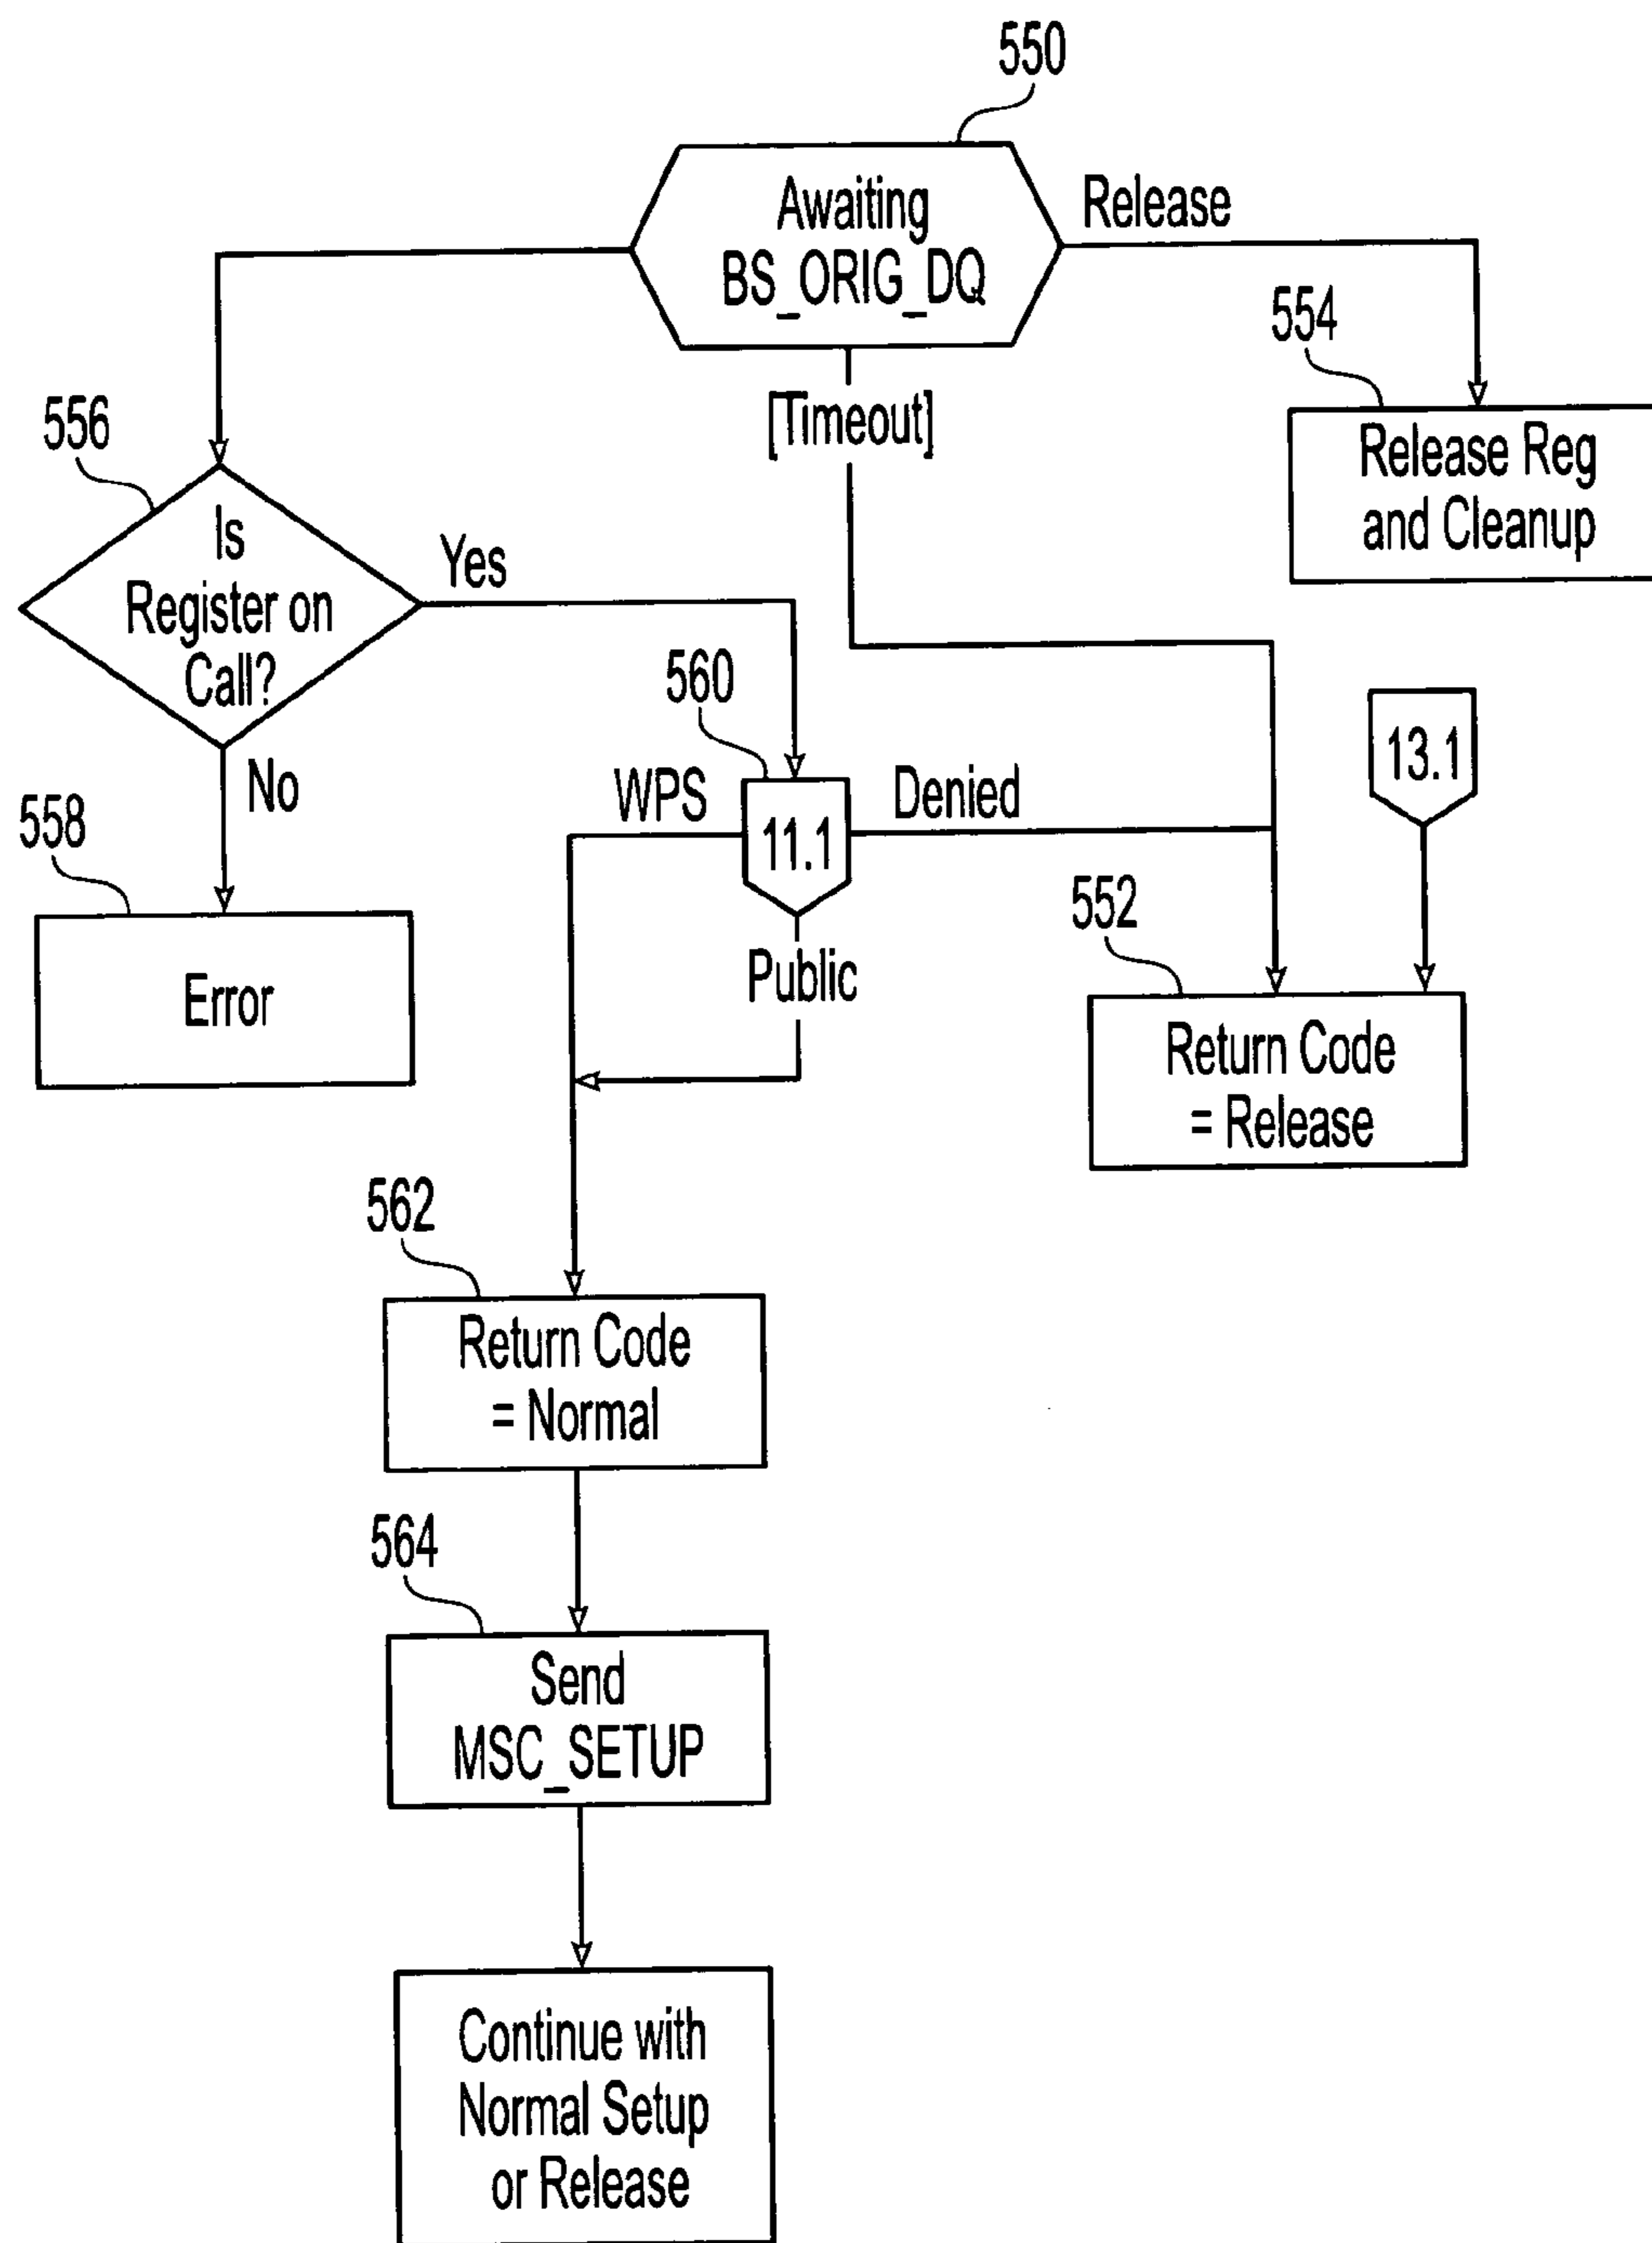 550
Awaiting
BS_ORIG_DQ
Release
[Timeout]
554
Release Reg
and Cleanup
556
Is
Register on
Call?
Yes
No
558
Error
560
WPS
11.1
Denied
Public
13.1
552
Return Code
= Release
562
Return Code
= Normal
564
Send
MSC_SETUP
Continue with
Normal Setup
or Release